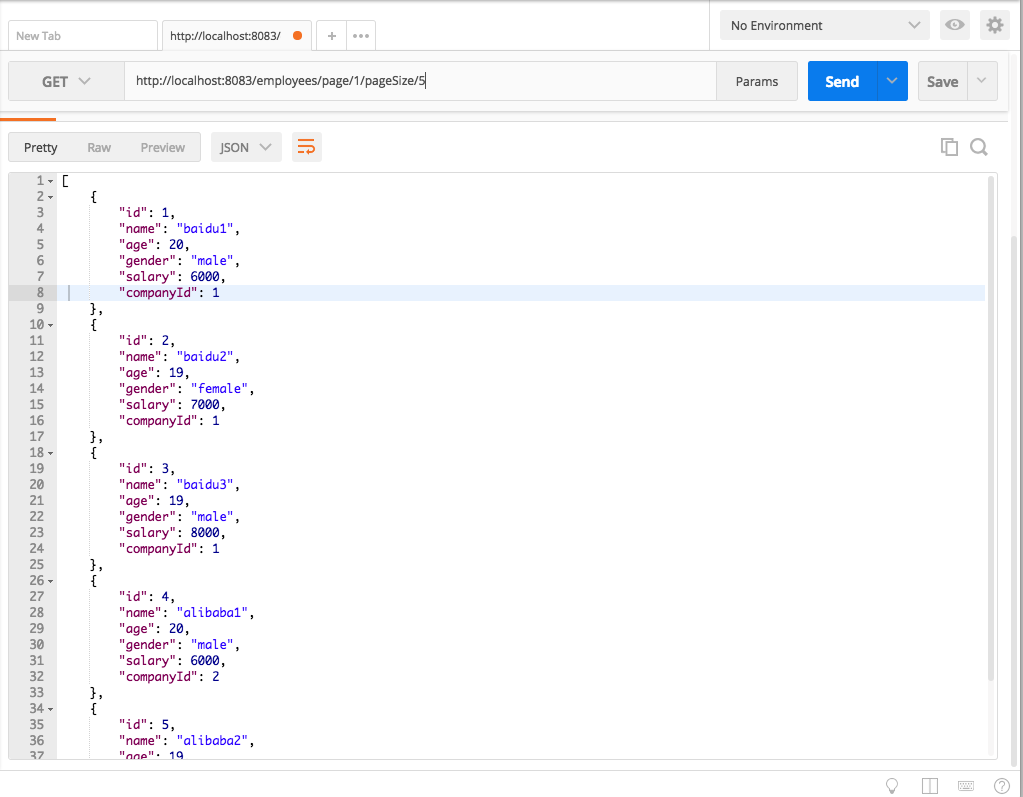 New Tab
http://localhost:8083/
No Environment
GET
http://localhost:8083/employees/page/1/pageSize/5
Params
Send
Save
Pretty
Raw
Preview
JSON
1 [
2 {
3 "id": 1,
4 "name": "baidu1",
5 "age": 20,
6 "gender": "male",
7 "salary": 6000,
8 "companyId": 1
9 },
10 {
11 "id": 2,
12 "name": "baidu2",
13 "age": 19,
14 "gender": "female",
15 "salary": 7000,
16 "companyId": 1
17 },
18 {
19 "id": 3,
20 "name": "baidu3",
21 "age": 19,
22 "gender": "male",
23 "salary": 8000,
24 "companyId": 1
25 },
26 {
27 "id": 4,
28 "name": "alibaba1",
29 "age": 20,
30 "gender": "male",
31 "salary": 6000,
32 "companyId": 2
33 },
34 {
35 "id": 5,
36 "name": "alibaba2",
37 "age": 19